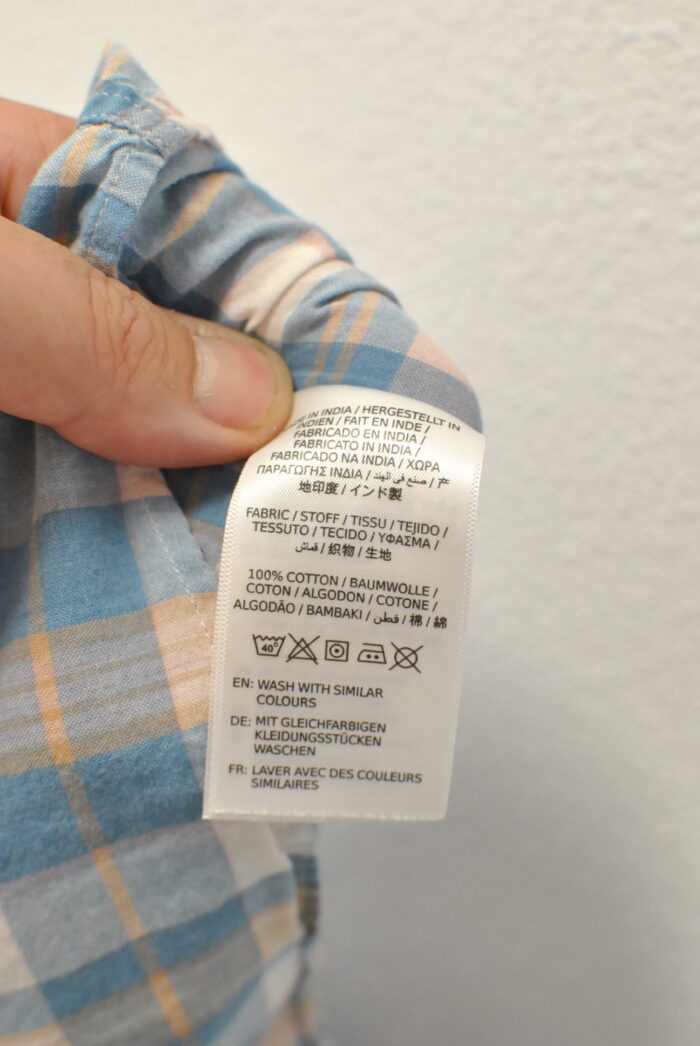 IN INDIA / HERGESTELLT IN
INDIEN / FAIT EN INDE /
FABRICADO EN INDIA /
FABRICATO IN INDIA /
FABRICADO NA INDIA / ΧΩΡΑ
ΠΑΡΑΓΩΓΗΣ ΙΝΔΙΑ / صنع في الهند / 产
地印度 / インド製
FABRIC / STOFF / TISSU / TEJIDO /
TESSUTO / TECIDO / ΥΦΑΣΜΑ /
قماش / 织物 / 生地
100% COTTON / BAUMWOLLE /
COTON / ALGODON / COTONE /
ALGODÃO / BAMBAKI / قطن / 棉 / 綿
40°
EN: WASH WITH SIMILAR
COLOURS
DE: MIT GLEICHFARBIGEN
KLEIDUNGSSTÜCKEN
WASCHEN
FR: LAVER AVEC DES COULEURS
SIMILAIRES